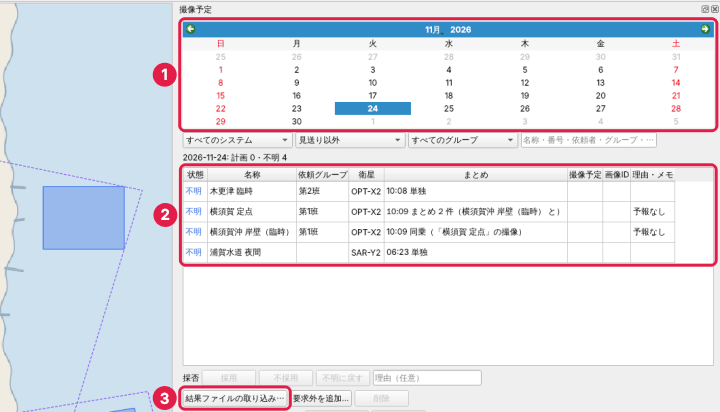 撮像予定
11月 2026
日 月 火 水 木 金 土
25 26 27 28 29 30 31
1 2 3 4 5 6 7
8 9 10 11 12 13 14
15 16 17 18 19 20 21
22 23 24 25 26 27 28
29 30 1 2 3 4 5
1
すべてのシステム 見送り以外 すべてのグループ 名称・番号・依頼者・グループ・…
2026-11-24: 計画 0・不明 4
状態 名称 依頼グループ 衛星 まとめ 撮像予定 画像ID 理由・メモ
不明 木更津 臨時 第2班 OPT-X2 10:08 単独
不明 横須賀 定点 第1班 OPT-X2 10:09 まとめ 2 件（横須賀沖 岸壁（臨時） と） 予報なし
2
不明 横須賀沖 岸壁（臨時） 第1班 OPT-X2 10:09 同乗（「横須賀 定点」の撮像） 予報なし
不明 浦賀水道 夜間 SAR-Y2 06:23 単独
採否 採用 不採用 不明に戻す 理由（任意）
3 結果ファイルの取り込み… 要求外を追加... 削除